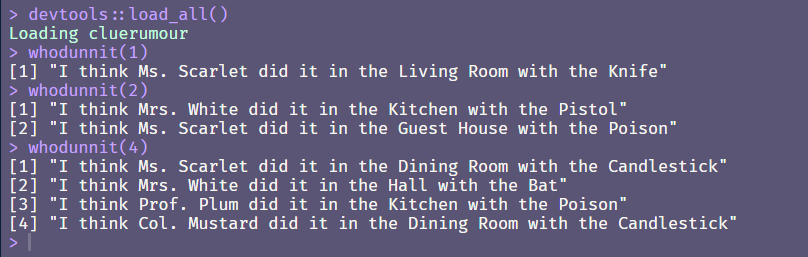 > devtools::load_all()
Loading cluerumour
> whodunnit(1)
[1] "I think Ms. Scarlet did it in the Living Room with the Knife"
> whodunnit(2)
[1] "I think Mrs. White did it in the Kitchen with the Pistol"
[2] "I think Ms. Scarlet did it in the Guest House with the Poison"
> whodunnit(4)
[1] "I think Ms. Scarlet did it in the Dining Room with the Candlestick"
[2] "I think Mrs. White did it in the Hall with the Bat"
[3] "I think Prof. Plum did it in the Kitchen with the Poison"
[4] "I think Col. Mustard did it in the Dining Room with the Candlestick"
>